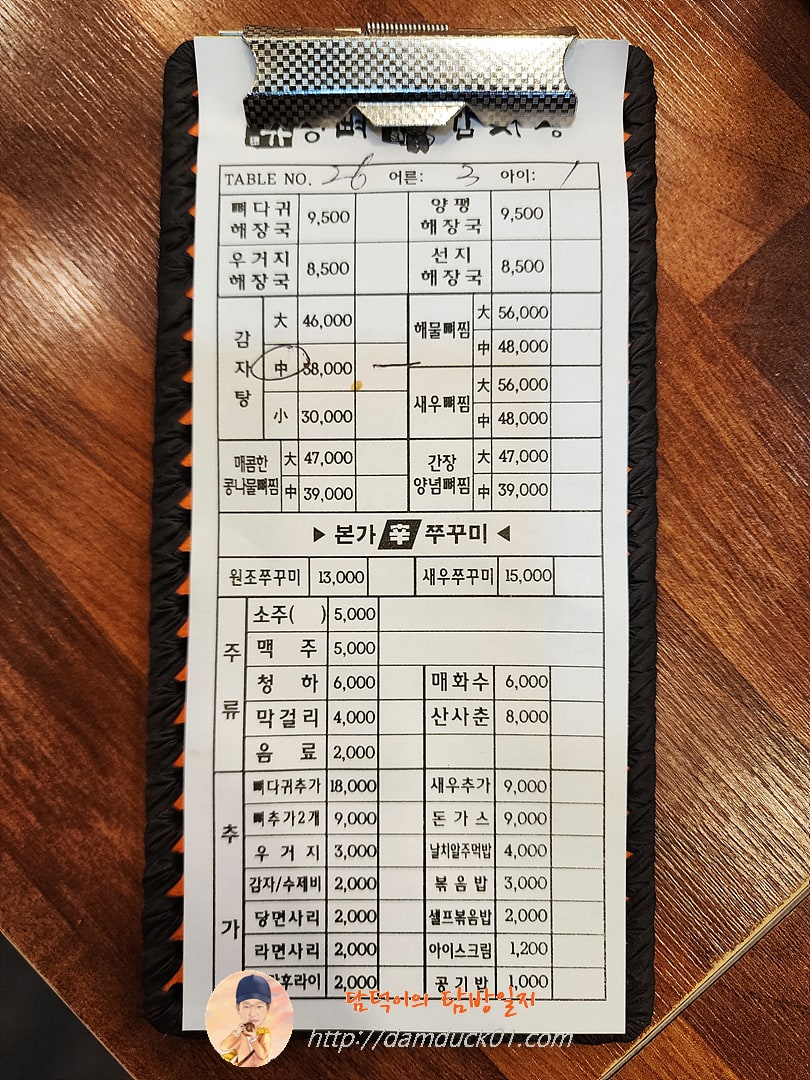 TABLE NO. 26 어른: 3 아이: 1
뼈다귀 해장국 9,500 양평 해장국 9,500
우거지 해장국 8,500 선지 해장국 8,500
감자탕 大 46,000
中 38,000 —
小 30,000
해물뼈찜 大 56,000
中 48,000
새우뼈찜 大 56,000
中 48,000
매콤한 콩나물뼈찜 大 47,000
中 39,000
간장 양념뼈찜 大 47,000
中 39,000
▶ 본가 辛 쭈꾸미 ◀
원조쭈꾸미 13,000 새우쭈꾸미 15,000
주류
소주( ) 5,000
맥주 5,000
청하 6,000 매화수 6,000
막걸리 4,000 산사춘 8,000
음료 2,000
추가
뼈다귀추가 18,000 새우추가 9,000
뼈추가2개 9,000 돈가스 9,000
우거지 3,000 날치알주먹밥 4,000
감자/수제비 2,000 볶음밥 3,000
당면사리 2,000 샐프볶음밥 2,000
라면사리 2,000 아이스크림 1,200
후라이 2,000 공기밥 1,000
담덕이의 탐방일지
http://damduck01.com